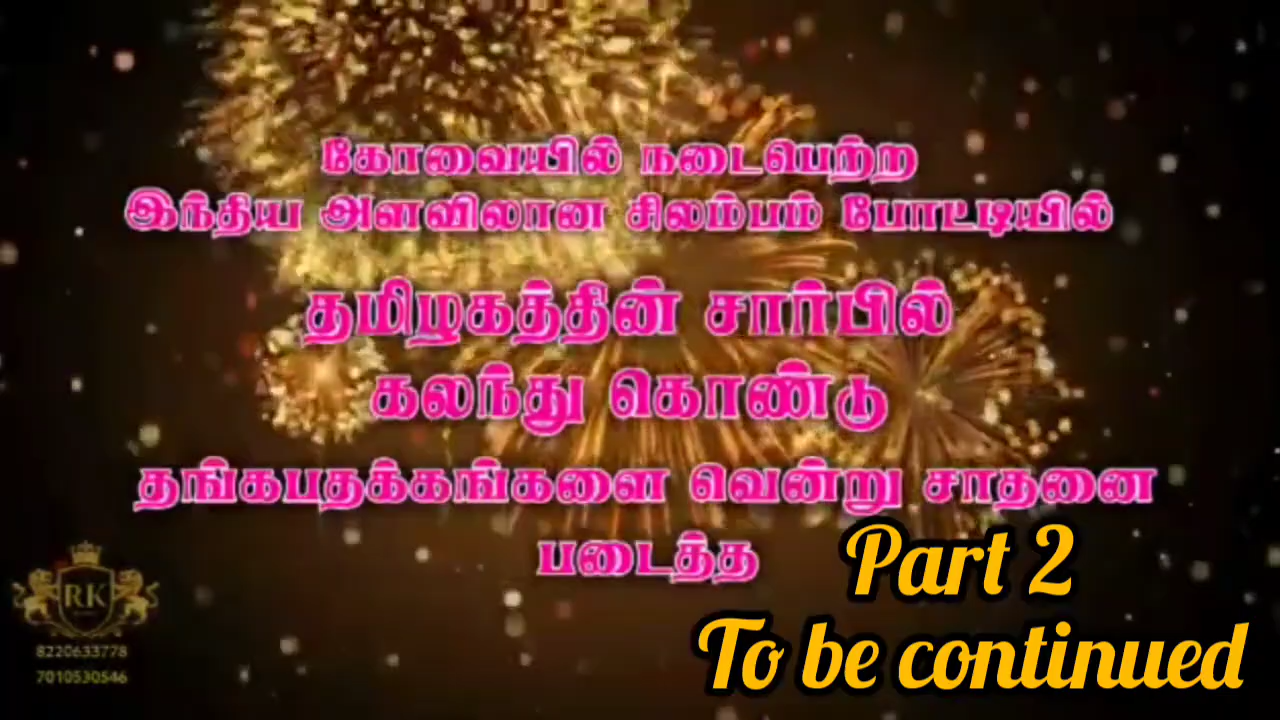 கோவையில் நடைபெற்ற
இந்திய அளவிலான சிலம்பம் போட்டியில்
தமிழகத்தின் சார்பில்
கலந்து கொண்டு
தங்கபதக்கங்களை வென்று சாதனை
படைத்த
Part 2
To be continued
RK
8220633778
7010530546